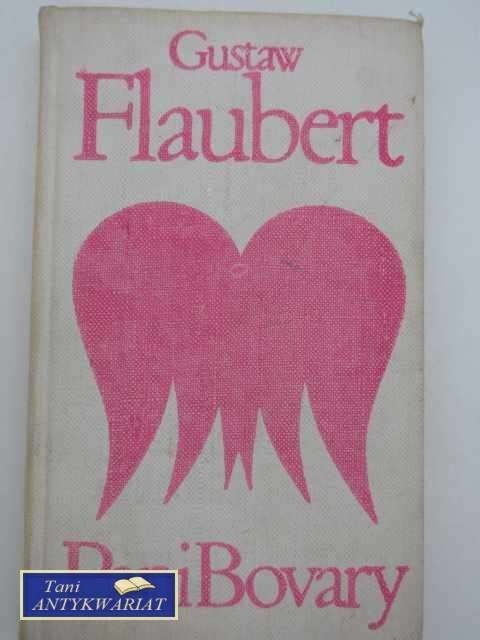 Gustaw
Flaubert
Pani Bovary
Tani
ANTYKWARIAT